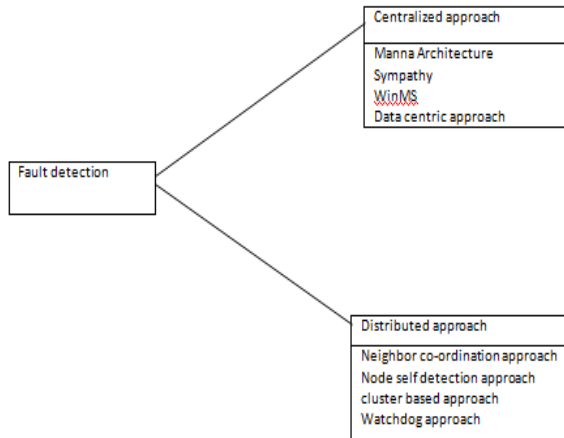 Centralized approach
Manna Architecture
Sympathy
WinMS
Data centric approach
Fault detection
Distributed approach
Neighbor co-ordination approach
Node self detection approach
cluster based approach
Watchdog approach